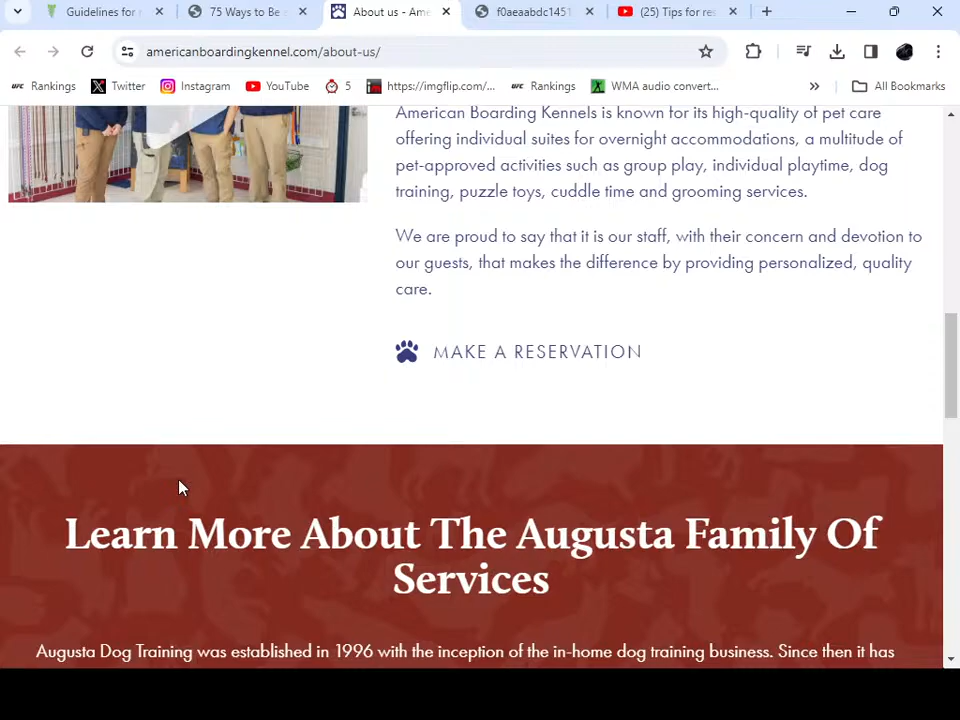 Guidelines for
75 Ways to Be
About us - Ame
f0aeaabdc1451
(25) Tips for res
americanboardingkennel.com/about-us/
Rankings
Twitter
Instagram
YouTube
5
https://imgflip.com/...
Rankings
WMA audio convert...
All Bookmarks
American Boarding Kennels is known for its high-quality of pet care
offering individual suites for overnight accommodations, a multitude of
pet-approved activities such as group play, individual playtime, dog
training, puzzle toys, cuddle time and grooming services.
We are proud to say that it is our staff, with their concern and devotion to
our guests, that makes the difference by providing personalized, quality
care.
MAKE A RESERVATION
Learn More About The Augusta Family Of
Services
Augusta Dog Training was established in 1996 with the inception of the in-home dog training business. Since then it has